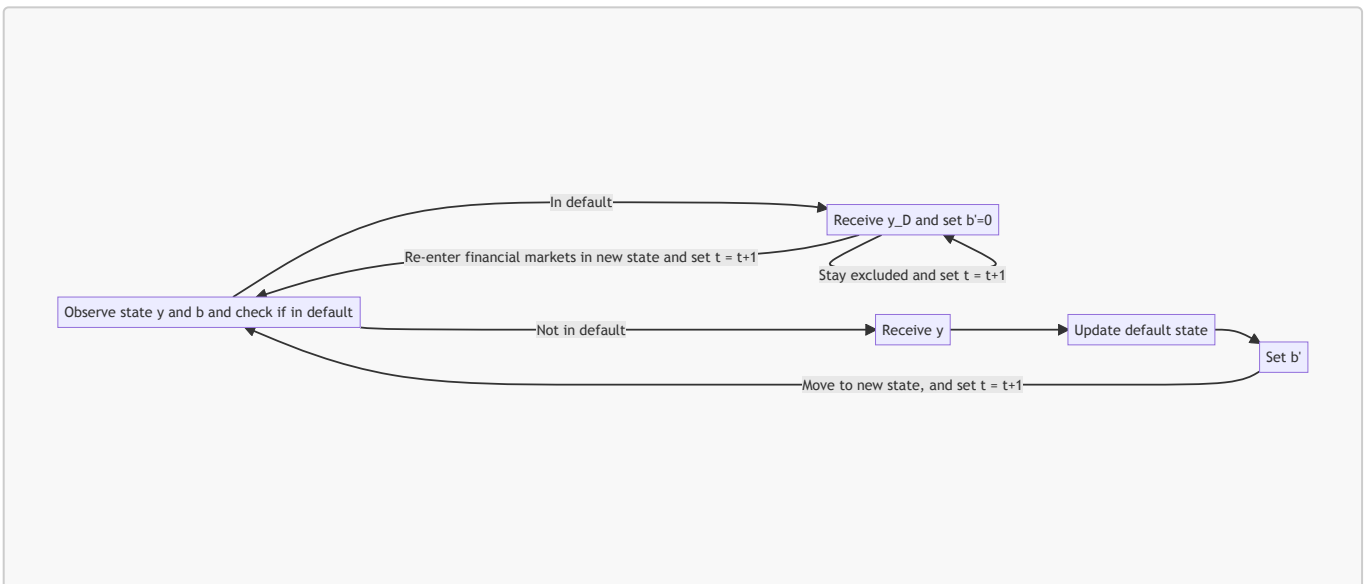 In default
Receive y_D and set b'=0
Re-enter financial markets in new state and set t = t+1
Stay excluded and set t = t+1
Observe state y and b and check if in default
Not in default
Receive y
Update default state
Set b'
Move to new state, and set t = t+1